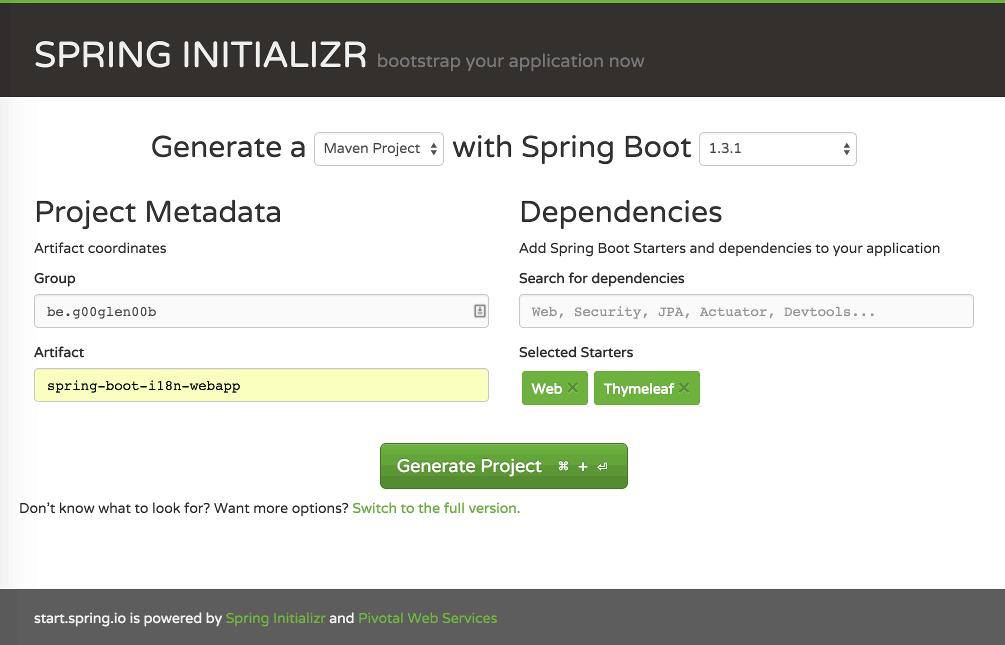 SPRING INITIALIZR bootstrap your application now
Generate a Maven Project with Spring Boot 1.3.1
Project Metadata
Artifact coordinates
Group
be.g00glen00b
Artifact
spring-boot-i18n-webapp
Dependencies
Add Spring Boot Starters and dependencies to your application
Search for dependencies
Web, Security, JPA, Actuator, Devtools...
Selected Starters
Web × Thymeleaf ×
Generate Project ⌘ + ⏎
Don't know what to look for? Want more options? Switch to the full version.
start.spring.io is powered by Spring Initializr and Pivotal Web Services